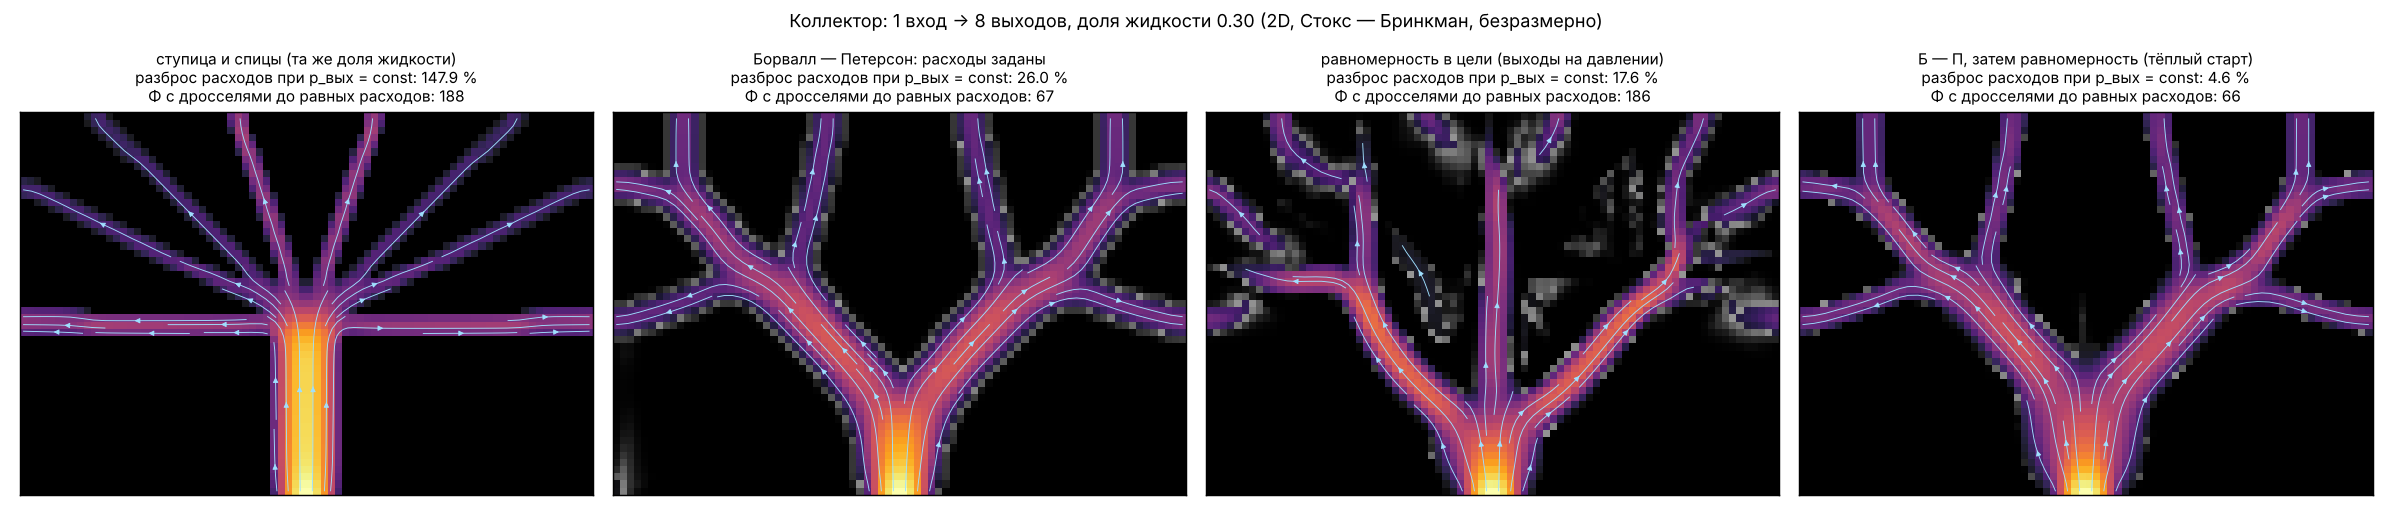 Коллектор: 1 вход → 8 выходов, доля жидкости 0.30 (2D, Стокс — Бринкман, безразмерно)
ступица и спицы (та же доля жидкости)
разброс расходов при p_вых = const: 147.9 %
Φ с дросселями до равных расходов: 188
Борвалл — Петерсон: расходы заданы
разброс расходов при p_вых = const: 26.0 %
Φ с дросселями до равных расходов: 67
равномерность в цели (выходы на давлении)
разброс расходов при p_вых = const: 17.6 %
Φ с дросселями до равных расходов: 186
Б — П, затем равномерность (тёплый старт)
разброс расходов при p_вых = const: 4.6 %
Φ с дросселями до равных расходов: 66